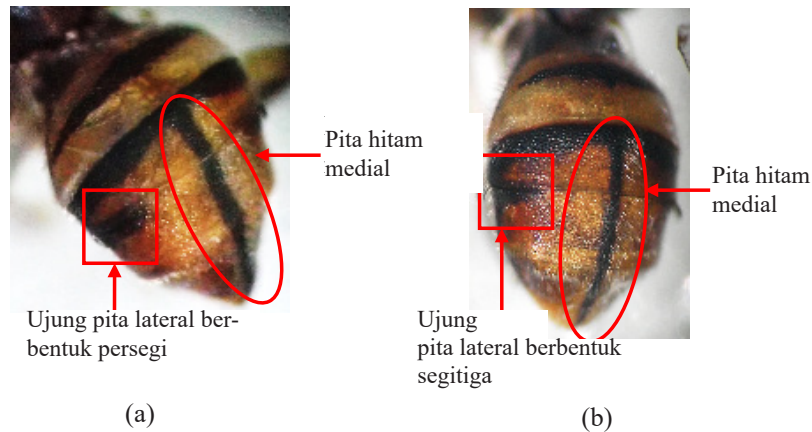 Pita hitam
medial
Ujung pita lateral ber-
bentuk persegi
(a)
Pita hitam
medial
Ujung
pita lateral berbentuk
segitiga
(b)